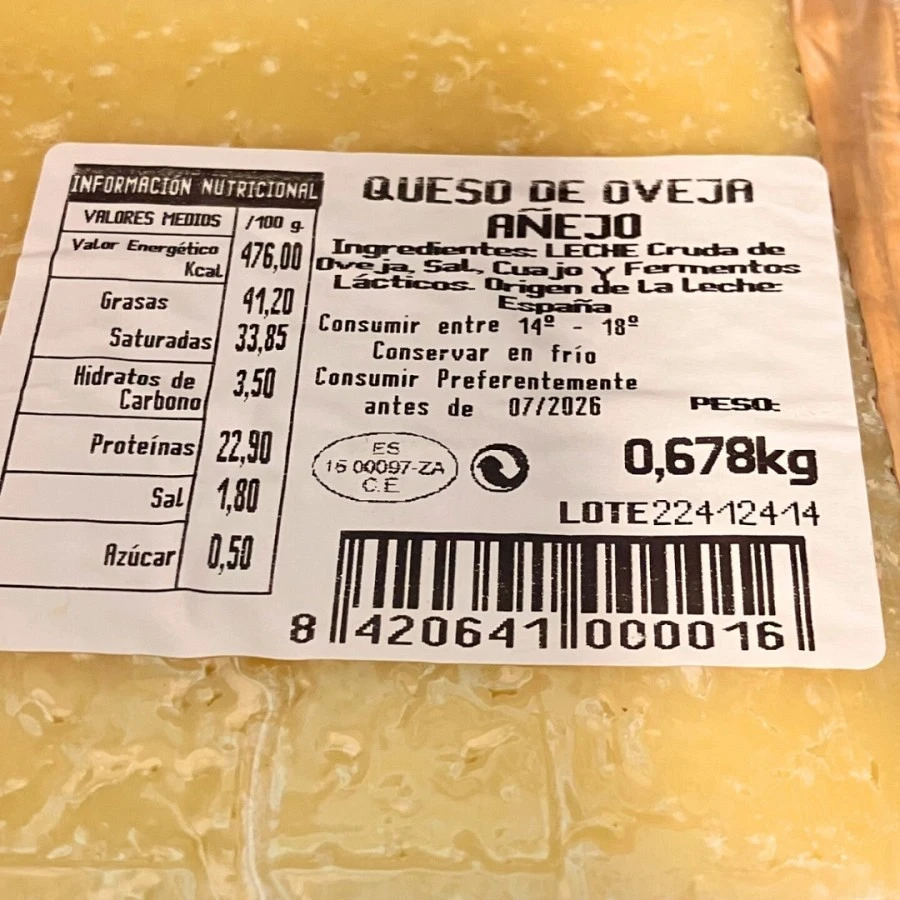 INFORMACIÓN NUTRICIONAL
VALORES MEDIOS /100 g.
Valor Energético Kcal 476,00
Grasas 41,20
Saturadas 33,85
Hidratos de Carbono 3,50
Proteínas 22,90
Sal 1,80
Azúcar 0,50
QUESO DE OVEJA
AÑEJO
Ingredientes: LECHE Cruda de
Oveja, Sal, Cuajo y Fermentos
Lácticos. Origen de la Leche:
España
Consumir entre 14º - 18º
Conservar en frío
Consumir Preferentemente
antes de 07/2026
PESO:
0,678kg
ES
15 00097-ZA
C.E
LOTE22412414
8 420641 000016